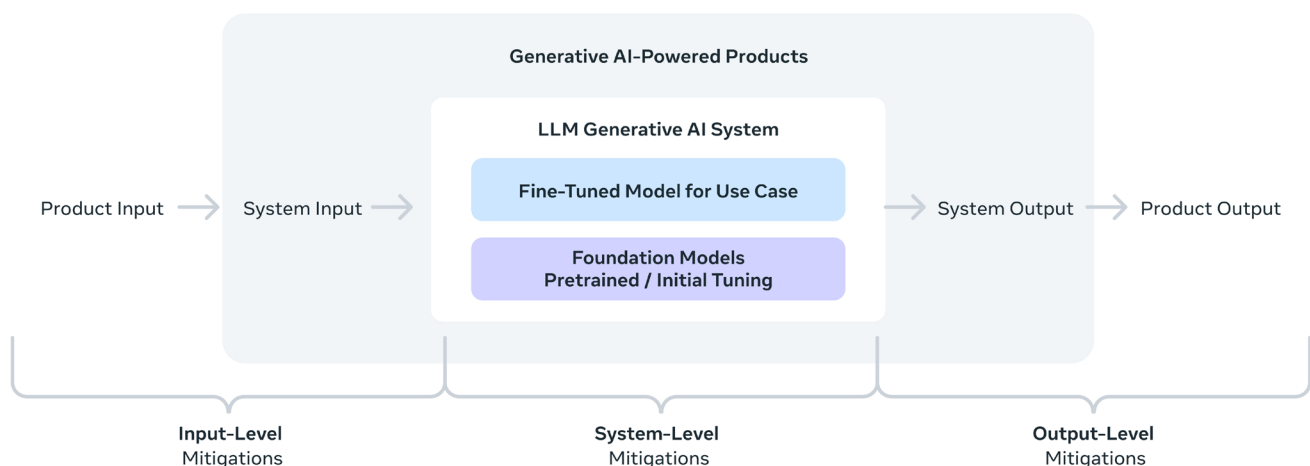 Generative AI-Powered Products
LLM Generative AI System
Fine-Tuned Model for Use Case
Product Input
System Input
System Output
Product Output
Foundation Models
Pretrained / Initial Tuning
Input-Level
Mitigations
System-Level
Mitigations
Output-Level
Mitigations